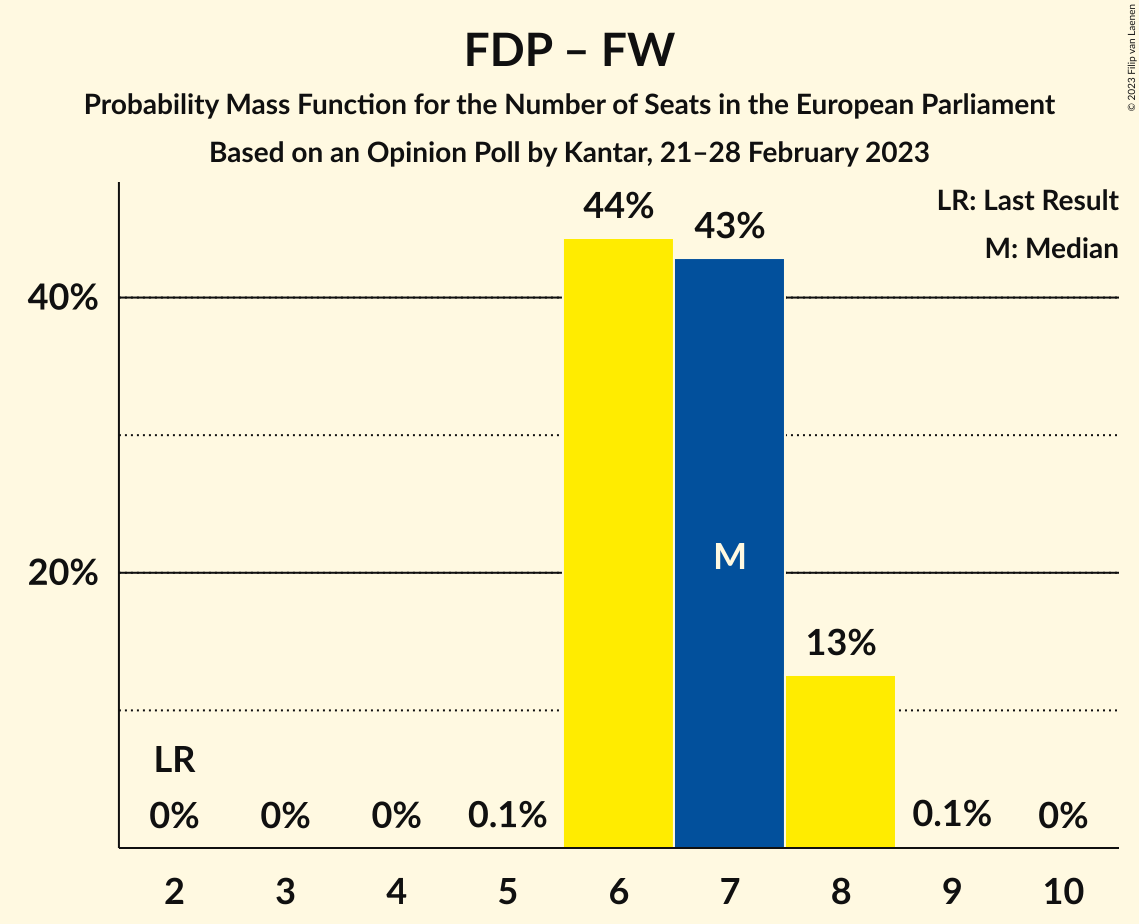 FDP – FW
Probability Mass Function for the Number of Seats in the European Parliament
Based on an Opinion Poll by Kantar, 21–28 February 2023
© 2023 Filip van Laenen
LR: Last Result
M: Median
44%
43%
40%
M
20%
13%
LR
0%
0%
0%
0.1%
0.1%
0%
2
3
4
5
6
7
8
9
10